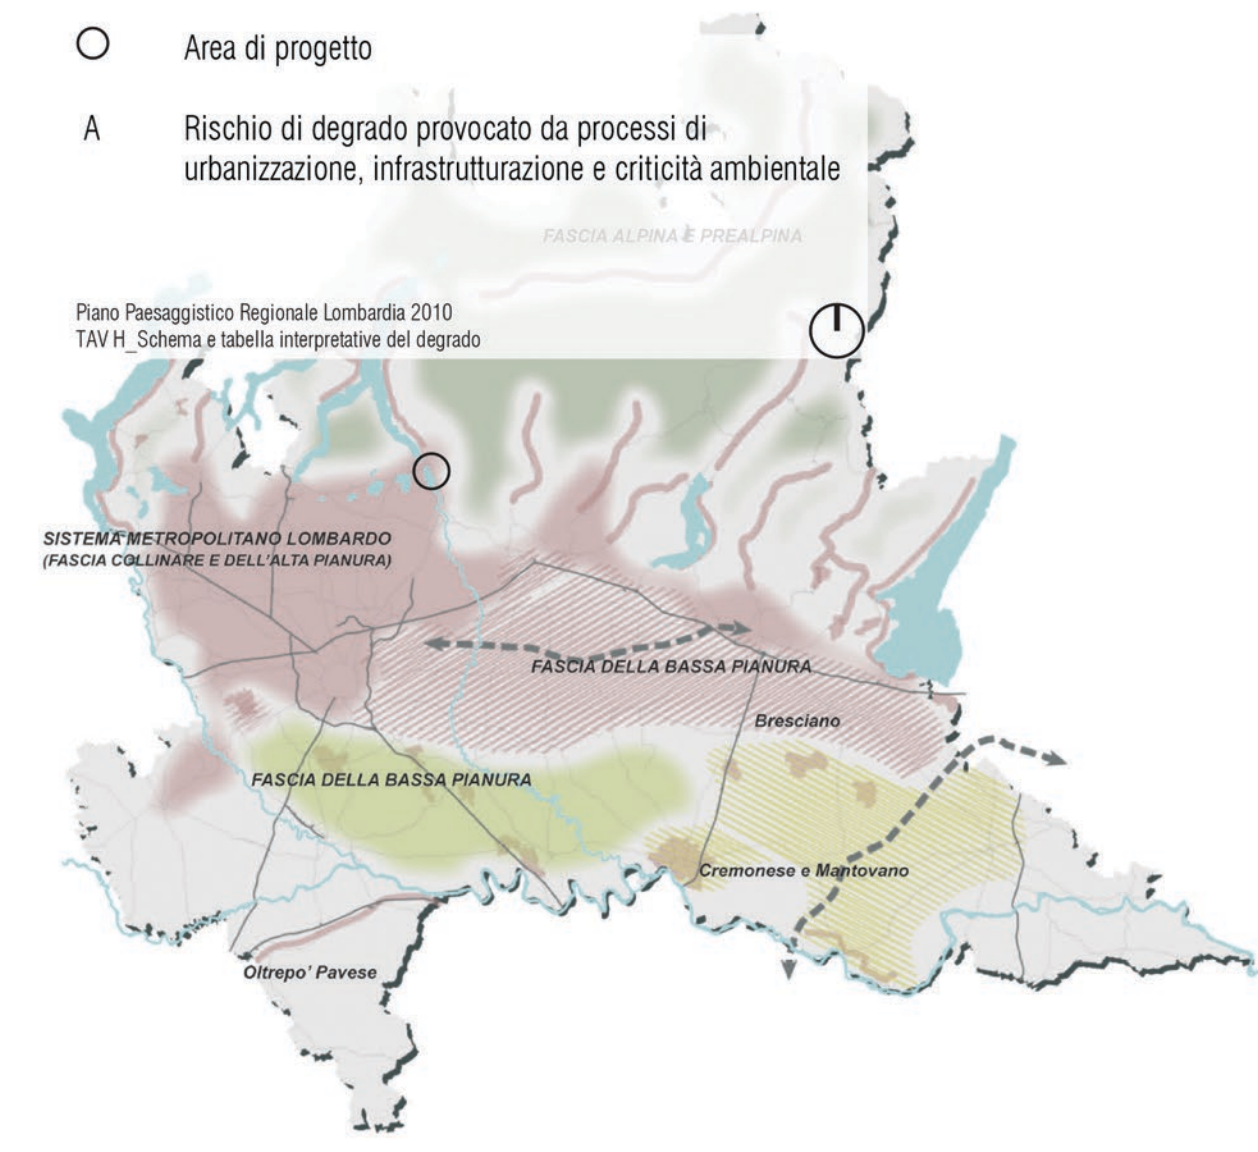 Area di progetto
A Rischio di degrado provocato da processi di
urbanizzazione, infrastrutturazione e criticità ambientale
FASCIA ALPINA E PREALPINA
Piano Paesaggistico Regionale Lombardia 2010
TAV H_Schema e tabella interpretative del degrado
SISTEMA METROPOLITANO LOMBARDO
(FASCIA COLLINARE E DELL'ALTA PIANURA)
FASCIA DELLA BASSA PIANURA
Bresciano
FASCIA DELLA BASSA PIANURA
Cremonese e Mantovano
Oltrepo' Pavese